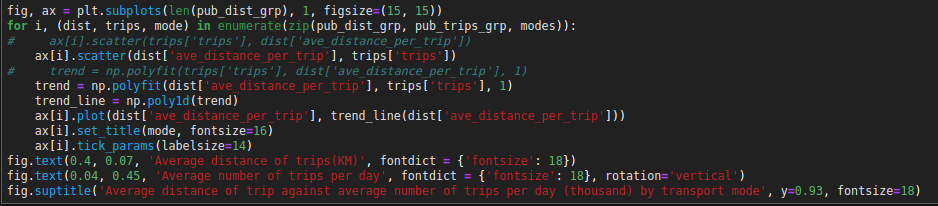 fig, ax = plt.subplots(len(pub_dist_grp), 1, figsize=(15, 15))
for i, (dist, trips, mode) in enumerate(zip(pub_dist_grp, pub_trips_grp, modes)):
#     ax[i].scatter(trips['trips'], dist['ave_distance_per_trip'])
    ax[i].scatter(dist['ave_distance_per_trip'], trips['trips'])
#     trend = np.polyfit(trips['trips'], dist['ave_distance_per_trip'], 1)
    trend = np.polyfit(dist['ave_distance_per_trip'], trips['trips'], 1)
    trend_line = np.poly1d(trend)
    ax[i].plot(dist['ave_distance_per_trip'], trend_line(dist['ave_distance_per_trip']))
    ax[i].set_title(mode, fontsize=16)
    ax[i].tick_params(labelsize=14)
fig.text(0.4, 0.07, 'Average distance of trips(KM)', fontdict = {'fontsize': 18})
fig.text(0.04, 0.45, 'Average number of trips per day', fontdict = {'fontsize': 18}, rotation='vertical')
fig.suptitle('Average distance of trip against average number of trips per day (thousand) by transport mode', y=0.93, fontsize=18)